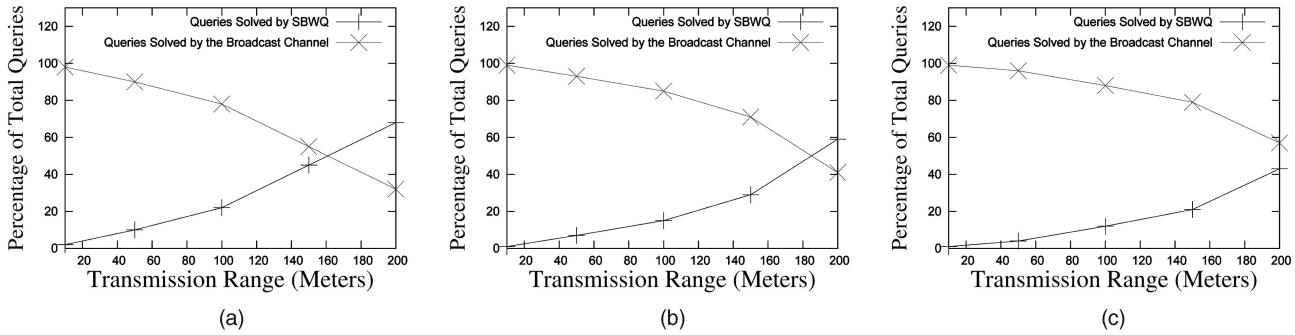 Percentage of Total Queries
Queries Solved by SBWQ
Queries Solved by the Broadcast Channel
120
100
80
60
40
20
0
20 40 60 80 100 120 140 160 180 200
Transmission Range (Meters)
(a)
Percentage of Total Queries
Queries Solved by SBWQ
Queries Solved by the Broadcast Channel
120
100
80
60
40
20
0
20 40 60 80 100 120 140 160 180 200
Transmission Range (Meters)
(b)
Percentage of Total Queries
Queries Solved by SBWQ
Queries Solved by the Broadcast Channel
120
100
80
60
40
20
0
20 40 60 80 100 120 140 160 180 200
Transmission Range (Meters)
(c)